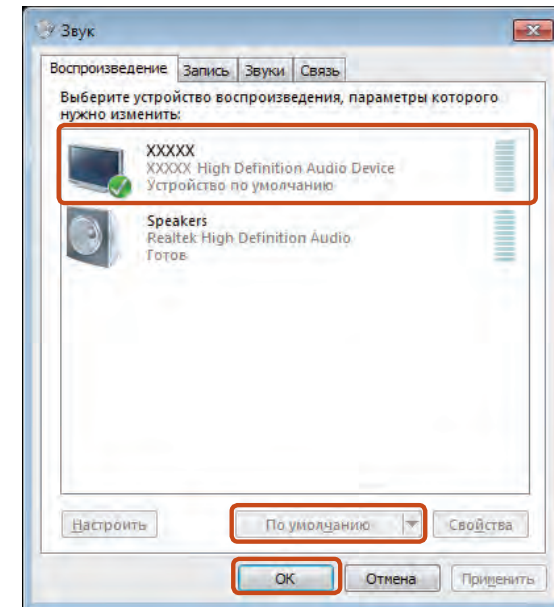 Звук
Воспроизведение Запись Звуки Связь
Выберите устройство воспроизведения, параметры которого
нужно изменить:
XXXXX
XXXXX High Definition Audio Device
Устройство по умолчанию
Speakers
Realtek High Definition Audio
Готов
Настроить По умолчанию Свойства
ОК Отмена Применить